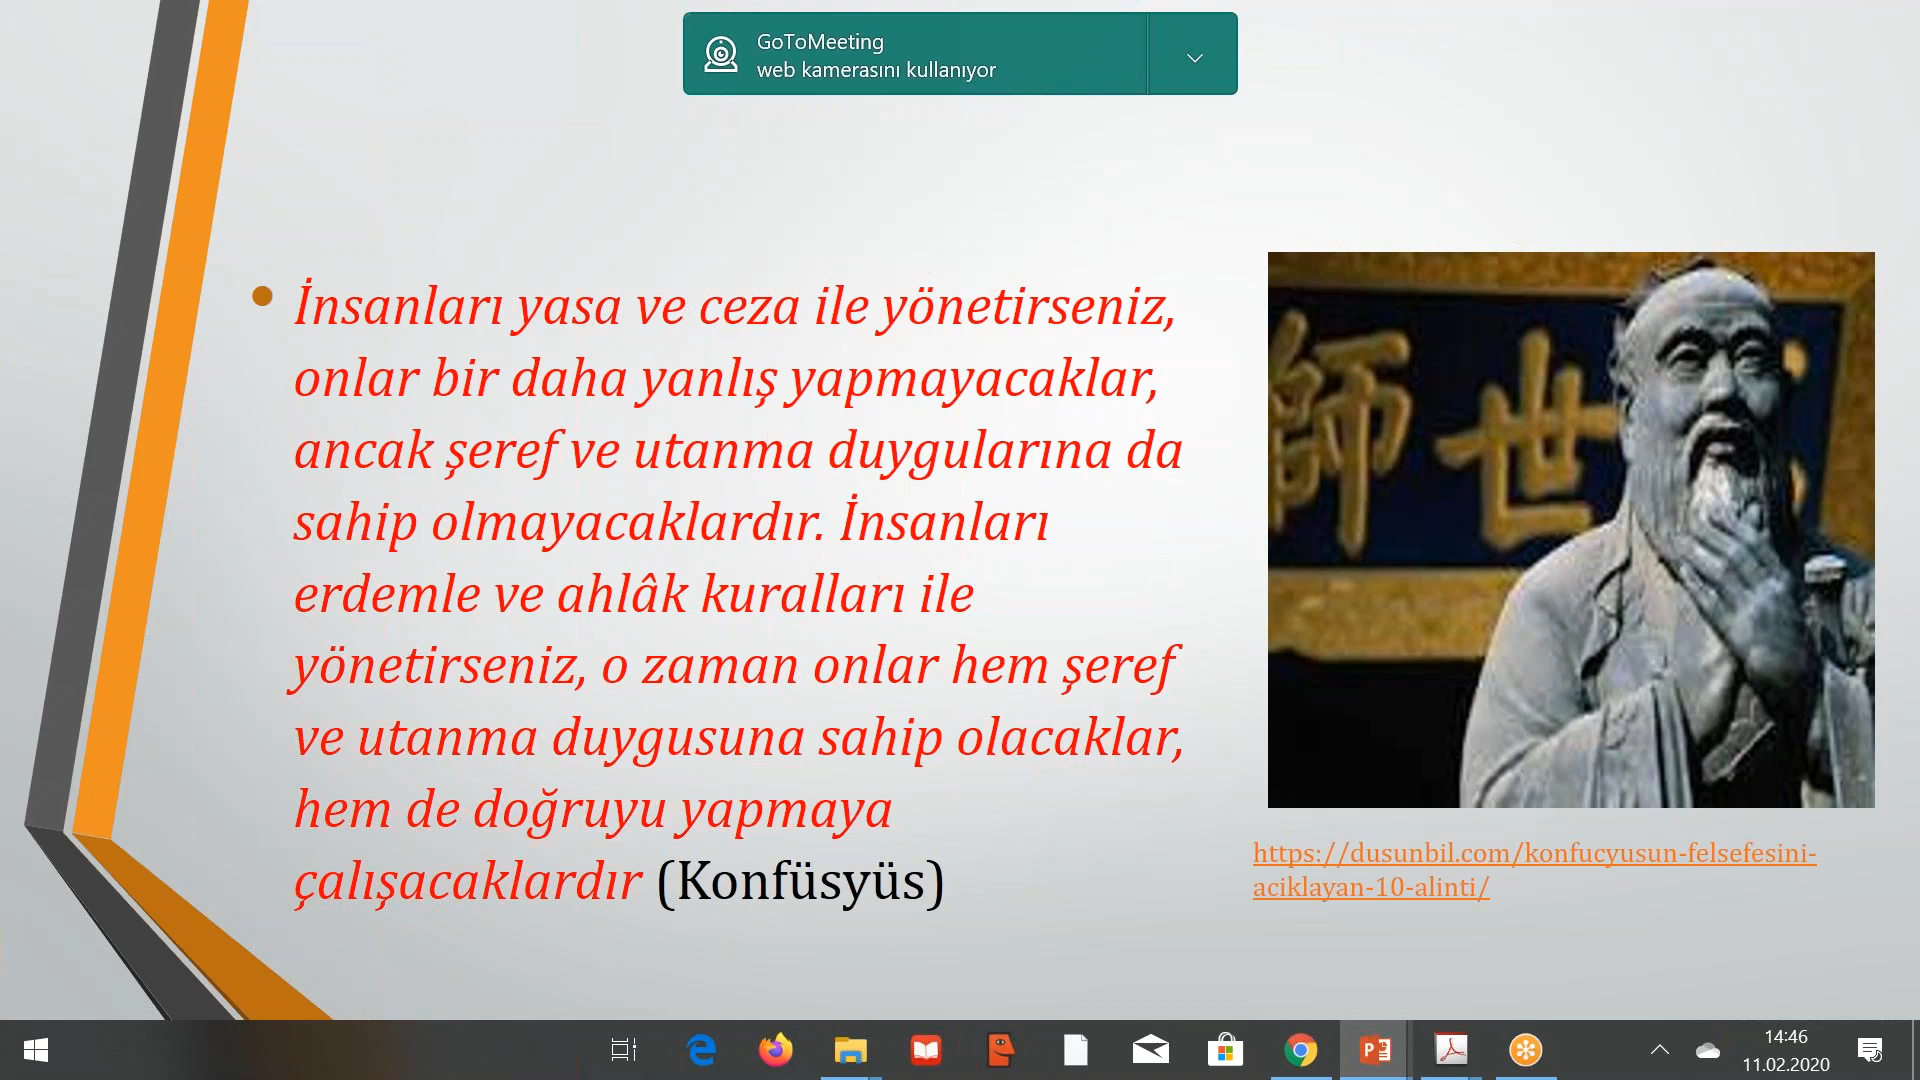 GoToMeeting
web kamerasını kullanıyor
İnsanları yasa ve ceza ile yönetirseniz,
onlar bir daha yanlış yapmayacaklar,
ancak şeref ve utanma duygularına da
sahip olmayacaklardır. İnsanları
erdemle ve ahlâk kuralları ile
yönetirseniz, o zaman onlar hem şeref
ve utanma duygusuna sahip olacaklar,
hem de doğruyu yapmaya
çalışacaklardır (Konfüsyüs)
師世
https://dusunbil.com/konfucyusun-felsefesini-
aciklayan-10-alinti/
14:46
11.02.2020